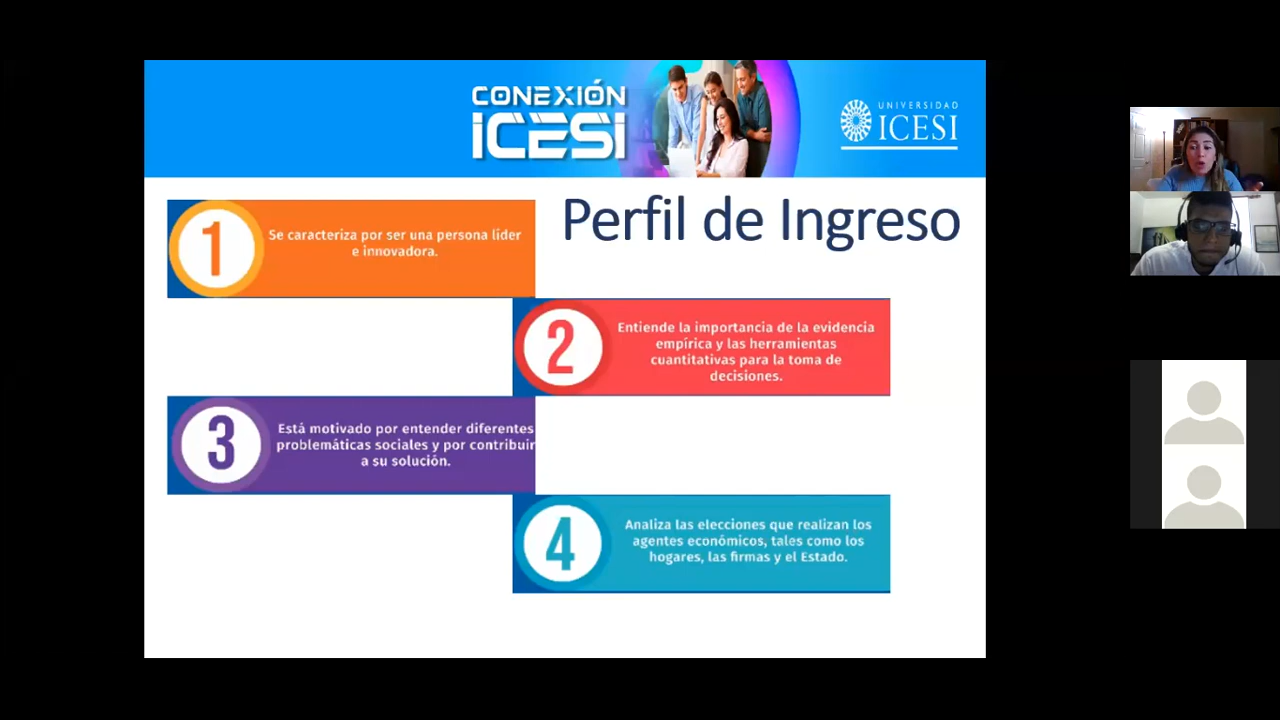 CONEXIÓN
ICESI
UNIVERSIDAD
ICESI
Perfil de Ingreso
1
Se caracteriza por ser una persona líder
e innovadora.
2
Entiende la importancia de la evidencia
empírica y las herramientas
cuantitativas para la toma de
decisiones.
3
Está motivado por entender diferentes
problemáticas sociales y por contribuir
a su solución.
4
Analiza las elecciones que realizan los
agentes económicos, tales como los
hogares, las firmas y el Estado.